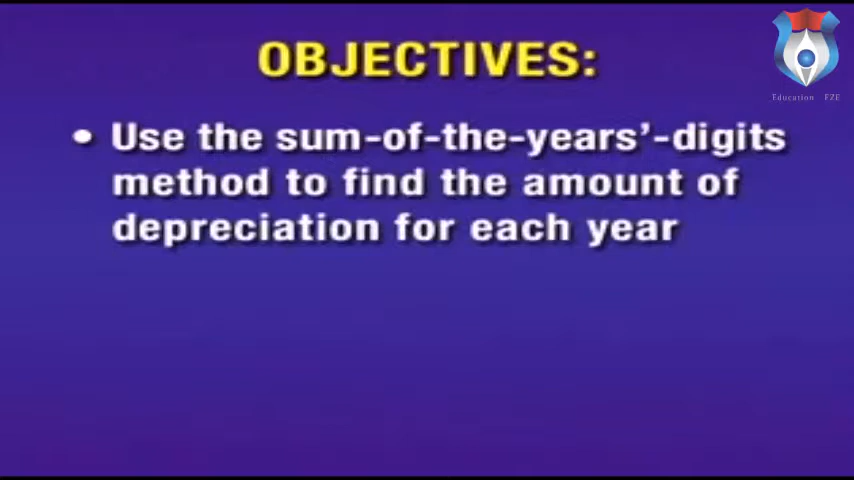 OBJECTIVES:
• Use the sum-of-the-years’-digits
method to find the amount of
depreciation for each year
Education FZE